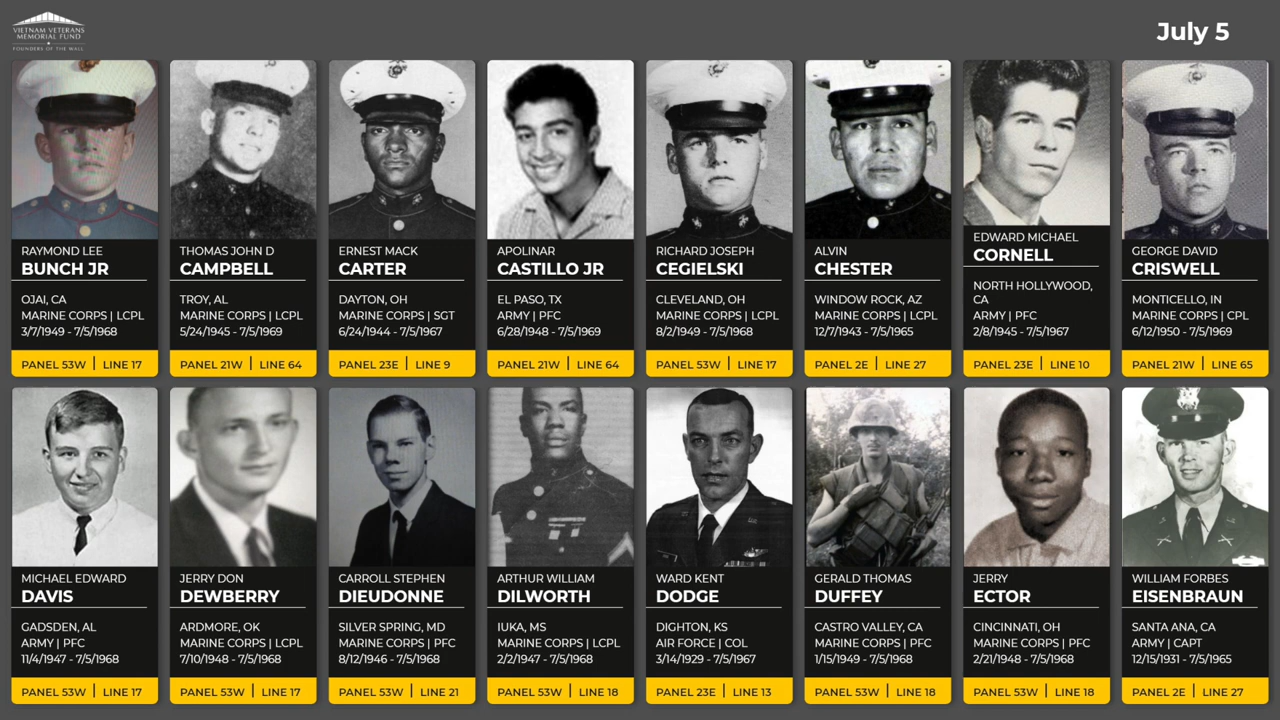 VIETNAM VETERANS
MEMORIAL FUND
FOUNDERS OF THE WALL
July 5
RAYMOND LEE
BUNCH JR
OJAI, CA
MARINE CORPS | LCPL
3/7/1949 - 7/5/1968
PANEL 53W | LINE 17
THOMAS JOHN D
CAMPBELL
TROY, AL
MARINE CORPS | LCPL
5/24/1945 - 7/5/1969
PANEL 21W | LINE 64
ERNEST MACK
CARTER
DAYTON, OH
MARINE CORPS | SGT
6/24/1944 - 7/5/1967
PANEL 23E | LINE 9
APOLINAR
CASTILLO JR
EL PASO, TX
ARMY | PFC
6/28/1948 - 7/5/1969
PANEL 21W | LINE 64
RICHARD JOSEPH
CEGIELSKI
CLEVELAND, OH
MARINE CORPS | LCPL
8/2/1949 - 7/5/1968
PANEL 53W | LINE 17
ALVIN
CHESTER
WINDOW ROCK, AZ
MARINE CORPS | LCPL
12/7/1943 - 7/5/1965
PANEL 2E | LINE 27
EDWARD MICHAEL
CORNELL
NORTH HOLLYWOOD,
CA
ARMY | PFC
2/8/1945 - 7/5/1967
PANEL 23E | LINE 10
GEORGE DAVID
CRISWELL
MONTICELLO, IN
MARINE CORPS | CPL
6/12/1950 - 7/5/1969
PANEL 21W | LINE 65
MICHAEL EDWARD
DAVIS
GADSDEN, AL
ARMY | PFC
11/4/1947 - 7/5/1968
PANEL 53W | LINE 17
JERRY DON
DEWBERRY
ARDMORE, OK
MARINE CORPS | LCPL
7/10/1948 - 7/5/1968
PANEL 53W | LINE 17
CARROLL STEPHEN
DIEUDONNE
SILVER SPRING, MD
MARINE CORPS | PFC
8/12/1946 - 7/5/1968
PANEL 53W | LINE 21
ARTHUR WILLIAM
DILWORTH
IUKA, MS
MARINE CORPS | LCPL
2/2/1947 - 7/5/1968
PANEL 53W | LINE 18
WARD KENT
DODGE
DIGHTON, KS
AIR FORCE | COL
3/14/1929 - 7/5/1967
PANEL 23E | LINE 13
GERALD THOMAS
DUFFEY
CASTRO VALLEY, CA
MARINE CORPS | PFC
1/15/1949 - 7/5/1968
PANEL 53W | LINE 18
JERRY
ECTOR
CINCINNATI, OH
MARINE CORPS | PFC
2/21/1948 - 7/5/1968
PANEL 53W | LINE 18
WILLIAM FORBES
EISENBRAUN
SANTA ANA, CA
ARMY | CAPT
12/15/1931 - 7/5/1965
PANEL 2E | LINE 27